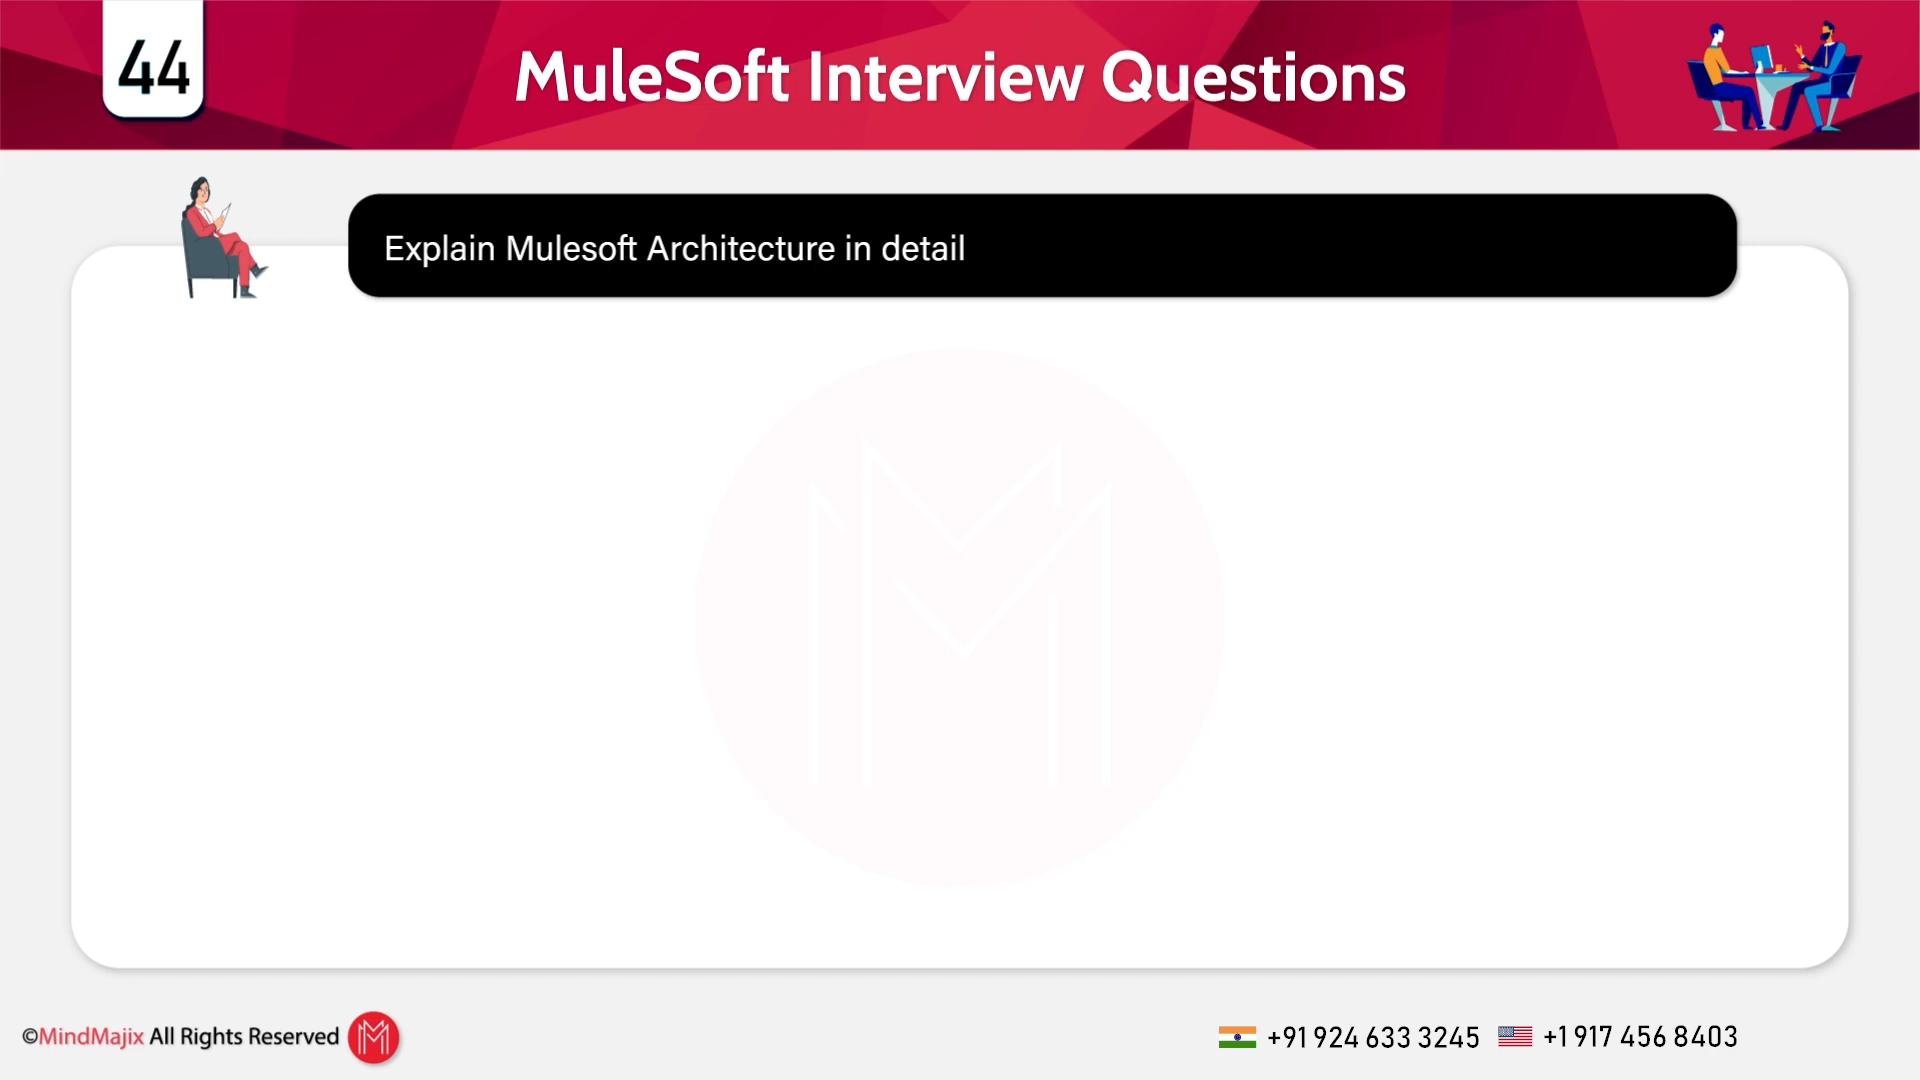 44
MuleSoft Interview Questions
Explain Mulesoft Architecture in detail
©MindMajix All Rights Reserved
+91 924 633 3245
+1 917 456 8403